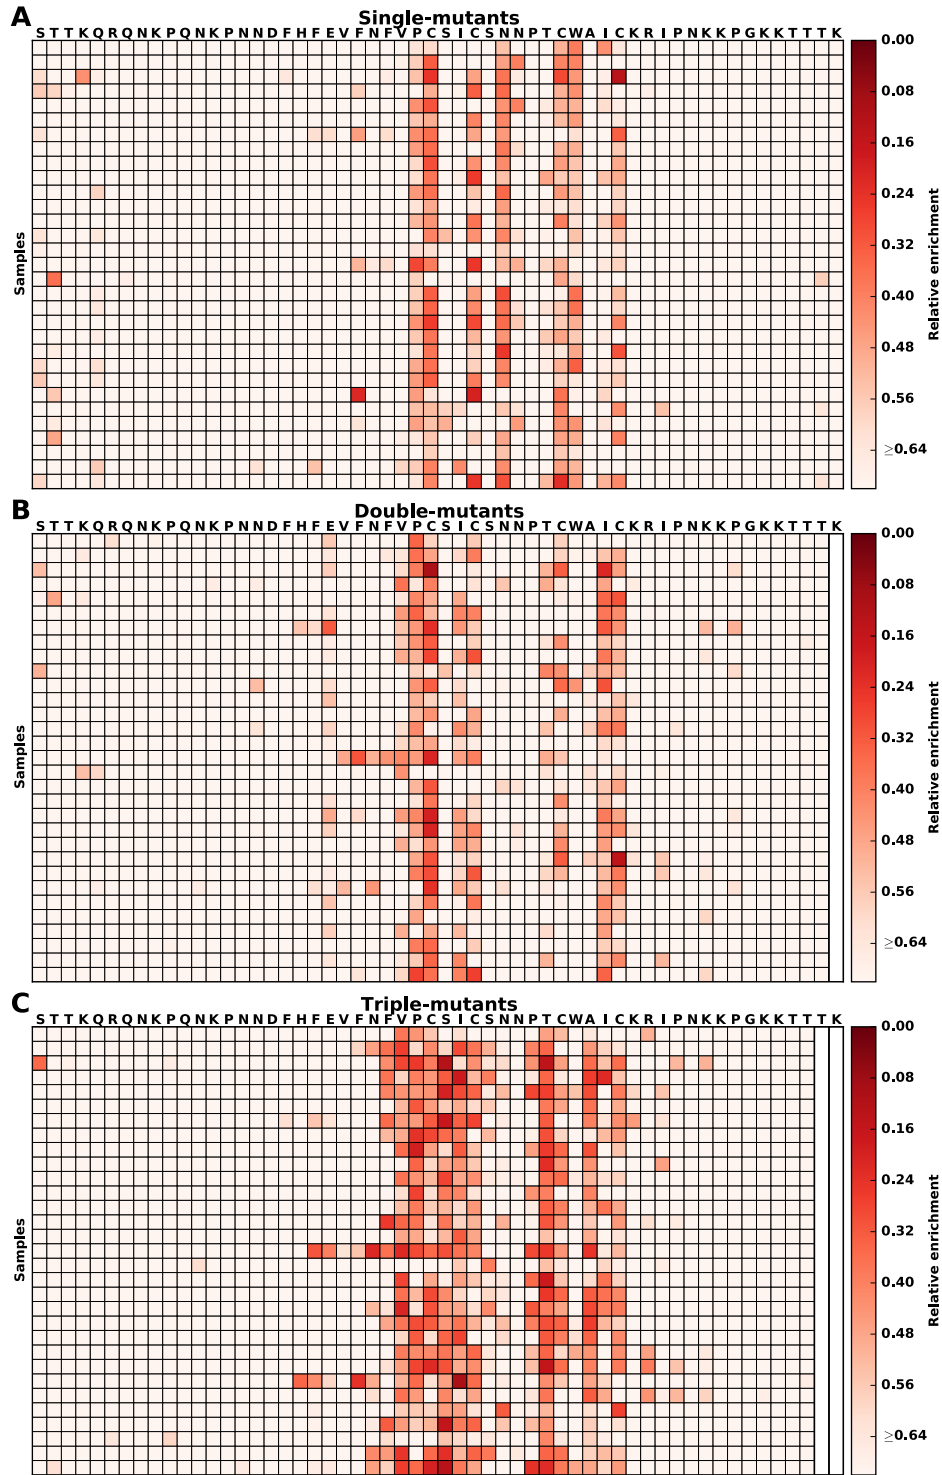 A
Single-mutants
S T T K Q R Q N K P Q N K P N N D F H F E V F N F V P C S I C S N N P T C W A I C K R I P N K K P G K K T T T K
Samples
0.00
0.08
0.16
0.24
0.32
0.40
0.48
0.56
≥0.64
Relative enrichment
B
Double-mutants
S T T K Q R Q N K P Q N K P N N D F H F E V F N F V P C S I C S N N P T C W A I C K R I P N K K P G K K T T T K
Samples
0.00
0.08
0.16
0.24
0.32
0.40
0.48
0.56
≥0.64
Relative enrichment
C
Triple-mutants
S T T K Q R Q N K P Q N K P N N D F H F E V F N F V P C S I C S N N P T C W A I C K R I P N K K P G K K T T T K
Samples
0.00
0.08
0.16
0.24
0.32
0.40
0.48
0.56
≥0.64
Relative enrichment